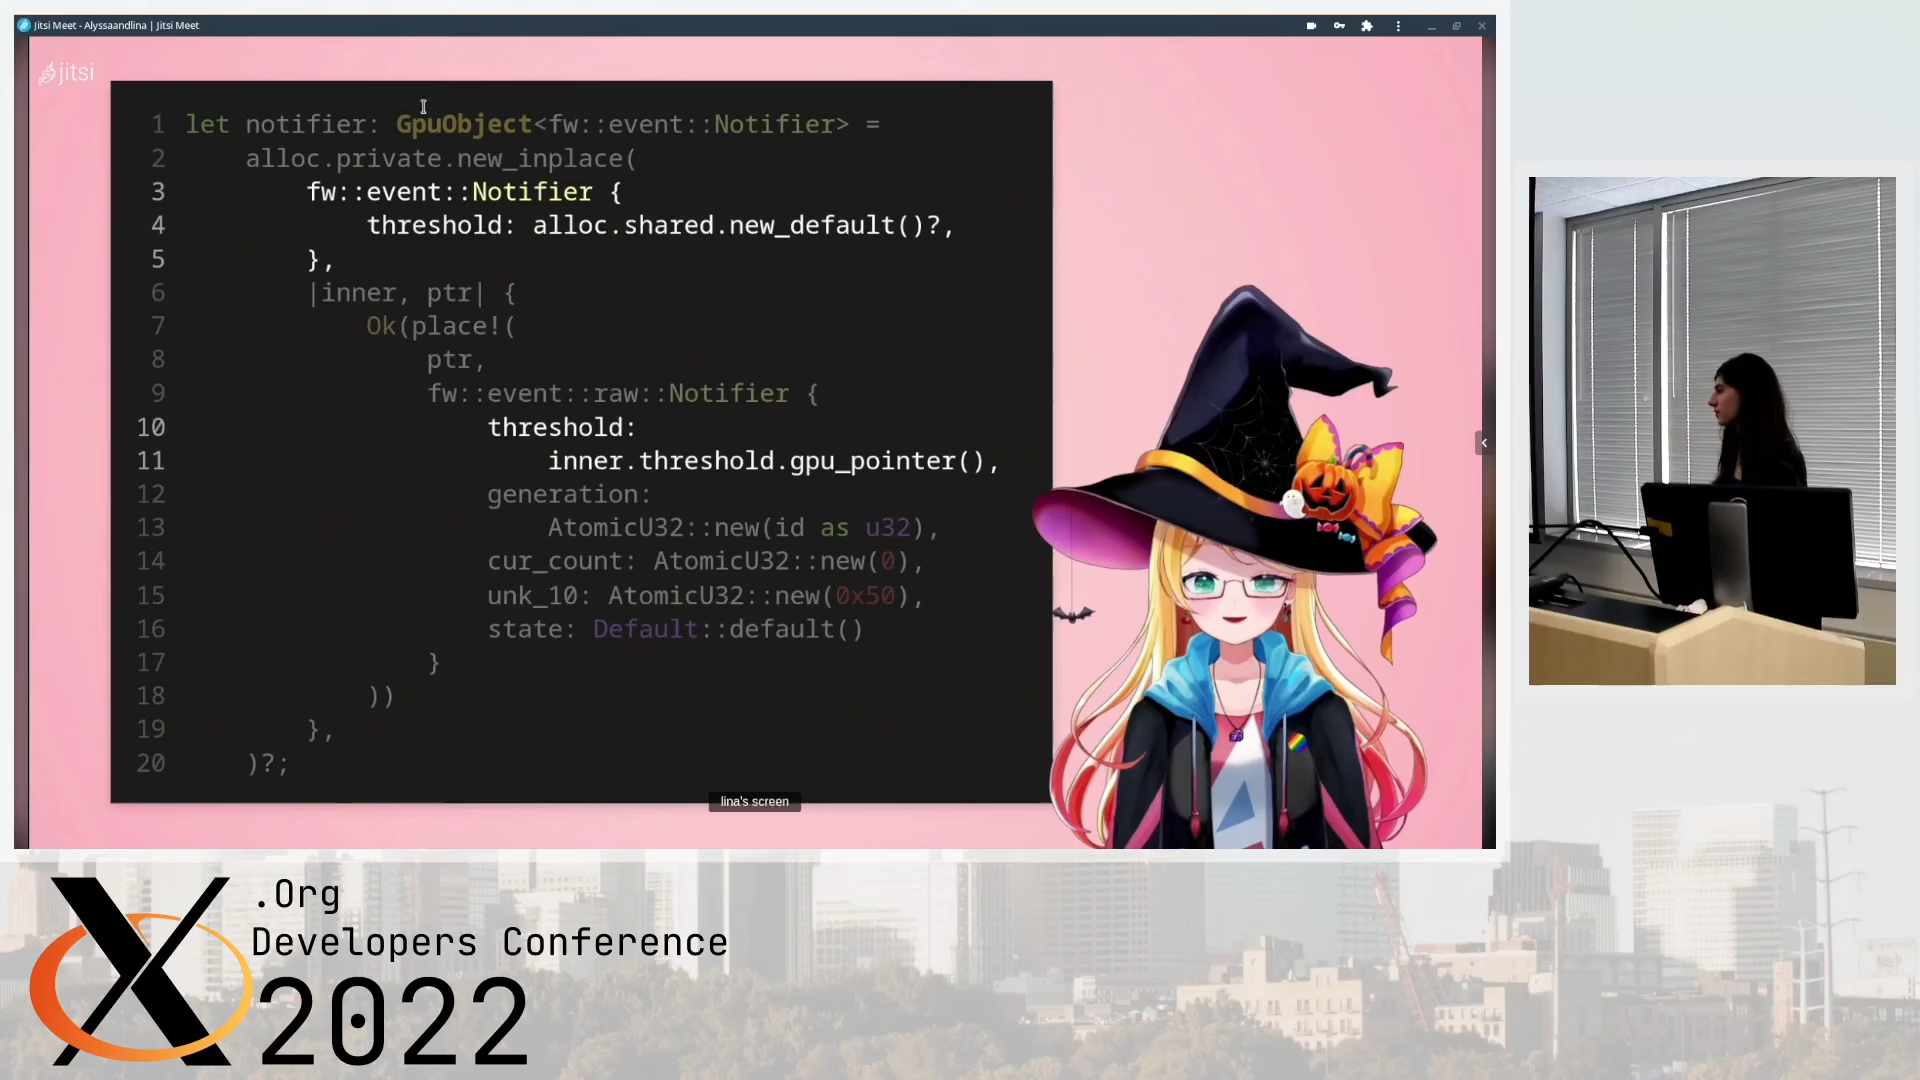 Jitsi Meet - Alyssaandlina | Jitsi Meet
jitsi
1 let notifier: GpuObject<fw::event::Notifier> =
2 alloc.private.new_inplace(
3 fw::event::Notifier {
4 threshold: alloc.shared.new_default()?,
5 },
6 |inner, ptr| {
7 Ok(place!(
8 ptr,
9 fw::event::raw::Notifier {
10 threshold:
11 inner.threshold.gpu_pointer(),
12 generation:
13 AtomicU32::new(id as u32),
14 cur_count: AtomicU32::new(0),
15 unk_10: AtomicU32::new(0x50),
16 state: Default::default()
17 }
18 ))
19 },
20 )?;
lina's screen
X
.Org
Developers Conference
2022